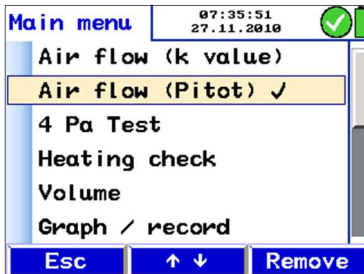 Main menu
07:35:51
27.11.2010
Air flow (k value)
Air flow (Pitot) ✓
4 Pa Test
Heating check
Volume
Graph / record
Esc
↑ ↓
Remove